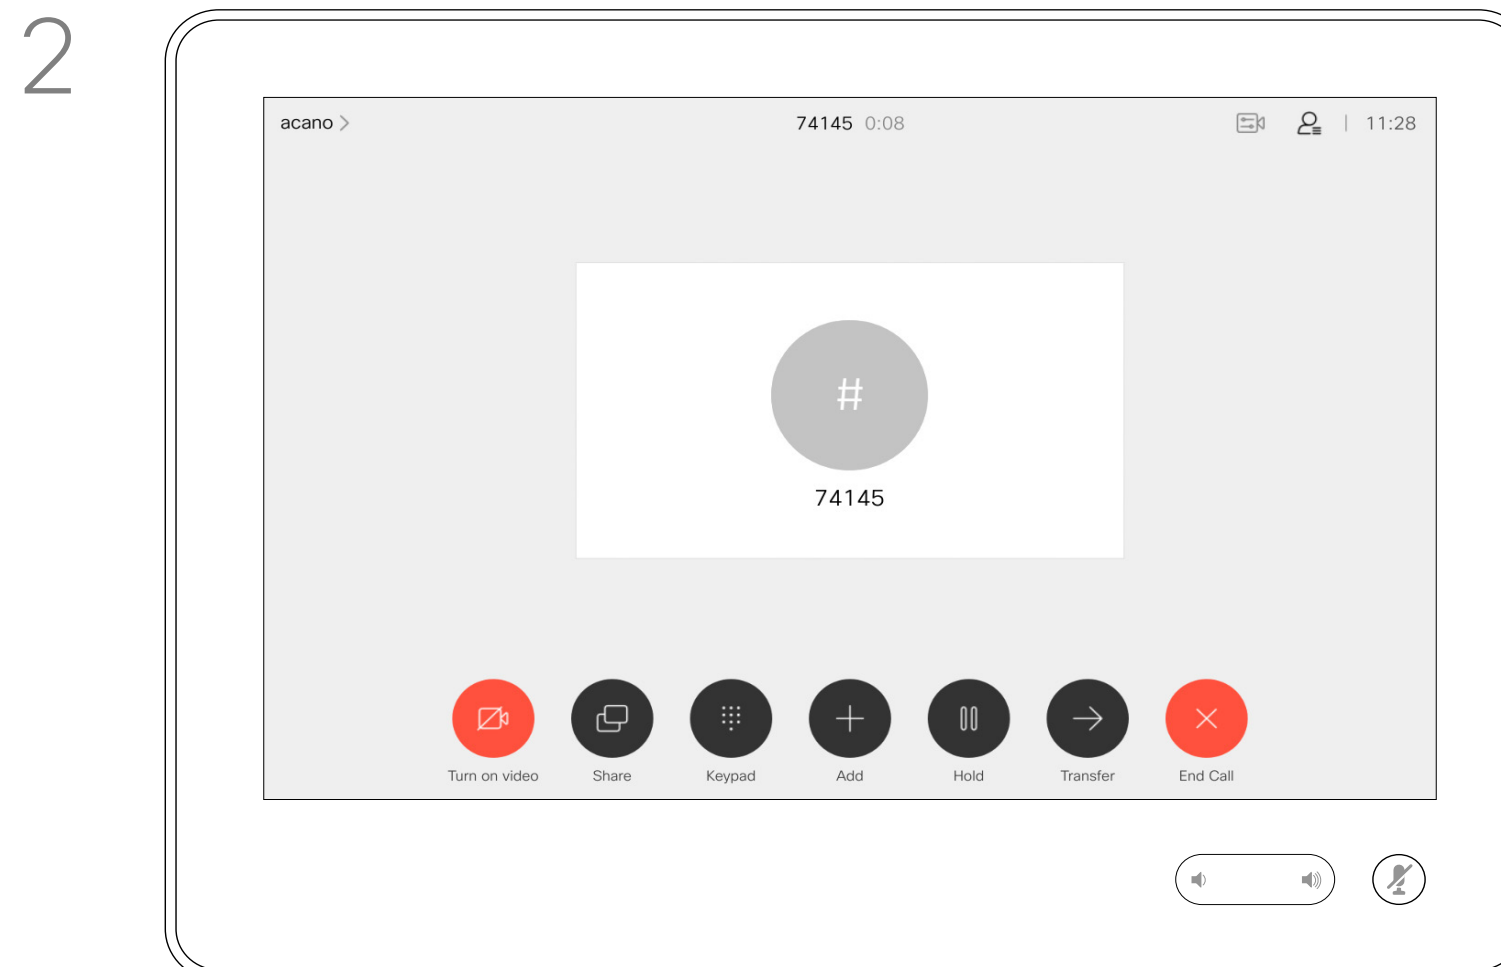 2
acano >
74145 0:08
| 11:28
#
74145
Turn on video Share Keypad Add Hold Transfer End Call